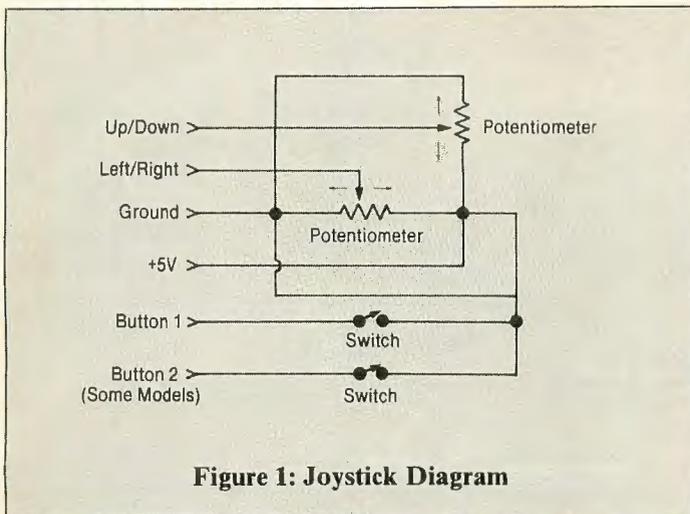 Up/Down
Potentiometer
Left/Right
Ground
Potentiometer
+5V
Button 1
Switch
Button 2
(Some Models)
Switch
Figure 1: Joystick Diagram